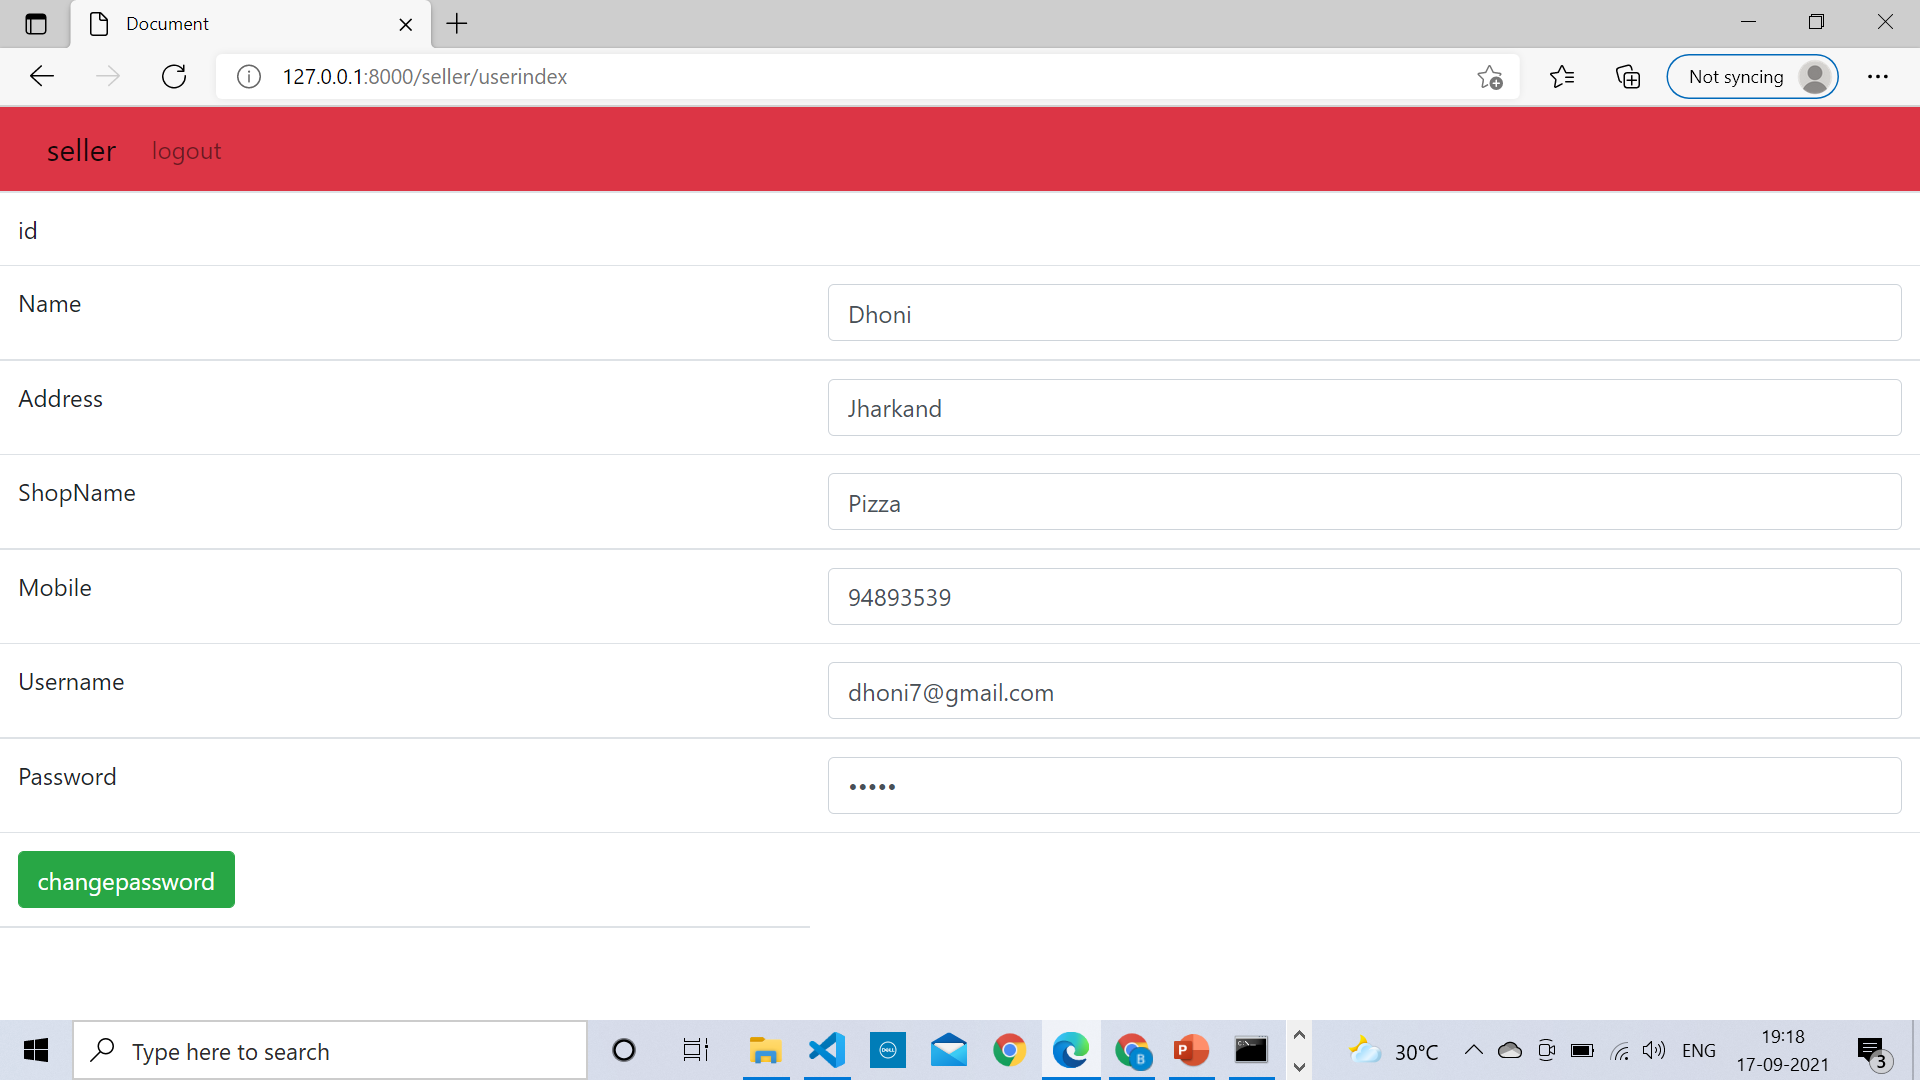 Document
127.0.0.1:8000/seller/userindex
Not syncing
seller logout
id
Name Dhoni
Address Jharkand
ShopName Pizza
Mobile 94893539
Username dhoni7@gmail.com
Password •••••
changepassword
Type here to search
DELL
B
P
C:\
30°C
ENG
19:18
17-09-2021
3